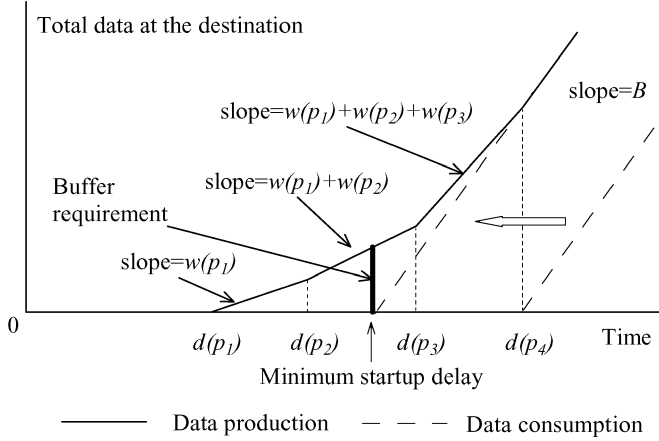 Total data at the destination
slope=B
slope=w(p1)+w(p2)+w(p3)
Buffer
requirement
slope=w(p1)+w(p2)
slope=w(p1)
0
d(p1)
d(p2)
d(p3)
d(p4)
Time
Minimum startup delay
Data production
Data consumption